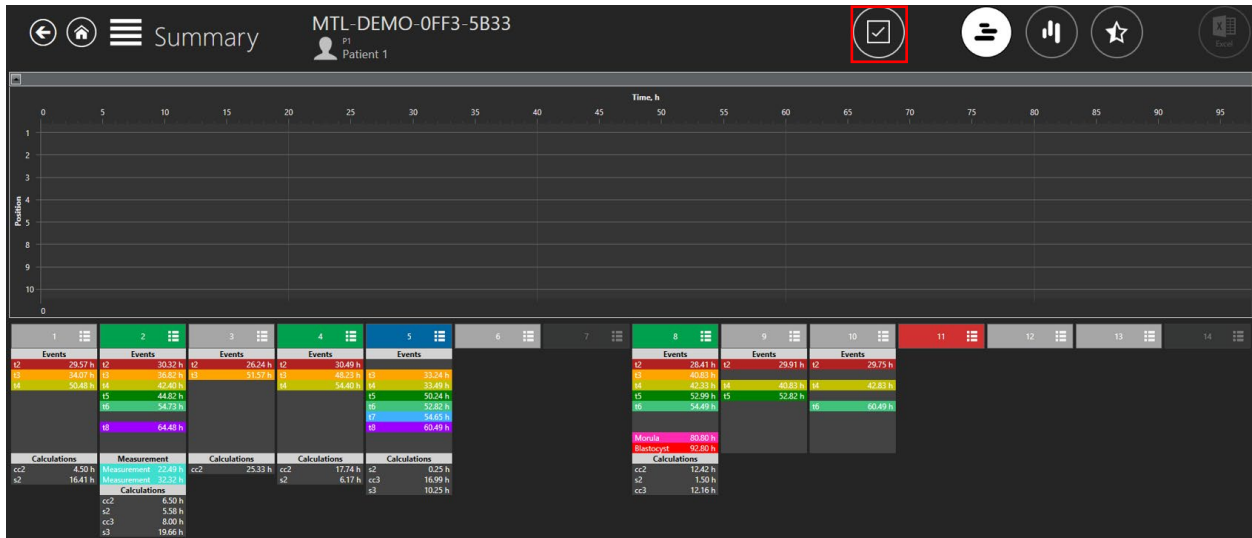 Summary
MTL-DEMO-0FF3-5B33
P1
Patient 1
Excel
Time, h
0 5 10 15 20 25 30 35 40 45 50 55 60 65 70 75 80 85 90 95
Position
1
2
3
4
5
8
9
10
0
1 2 3 4 5 6 7 8 9 10 11 12 13 14
Events Events Events Events Events Events Events Events
t2 29.57 h t2 30.32 h t2 26.24 h t2 30.49 h t2 28.41 h t2 29.91 h t2 29.75 h
t3 34.07 h t3 36.82 h t3 51.57 h t3 48.23 h t3 33.24 h t3 40.83 h
t4 50.48 h t4 42.40 h t4 54.40 h t4 33.49 h t4 42.33 h t4 40.83 h t4 42.83 h
t5 44.82 h t5 50.24 h t5 52.99 h t5 52.82 h
t6 54.73 h t6 52.82 h t6 54.49 h t6 60.49 h
t7 54.65 h
t8 64.48 h t8 60.49 h
Morula 80.80 h
Blastocyst 92.80 h
Calculations Measurement Calculations Calculations Calculations Calculations
cc2 4.50 h Measurement 22.49 h cc2 25.33 h cc2 17.74 h s2 0.25 h cc2 12.42 h
s2 16.41 h Measurement 32.32 h s2 6.17 h cc3 16.99 h s2 1.50 h
Calculations s3 10.25 h cc3 12.16 h
cc2 6.50 h
s2 5.58 h
cc3 8.00 h
s3 19.66 h